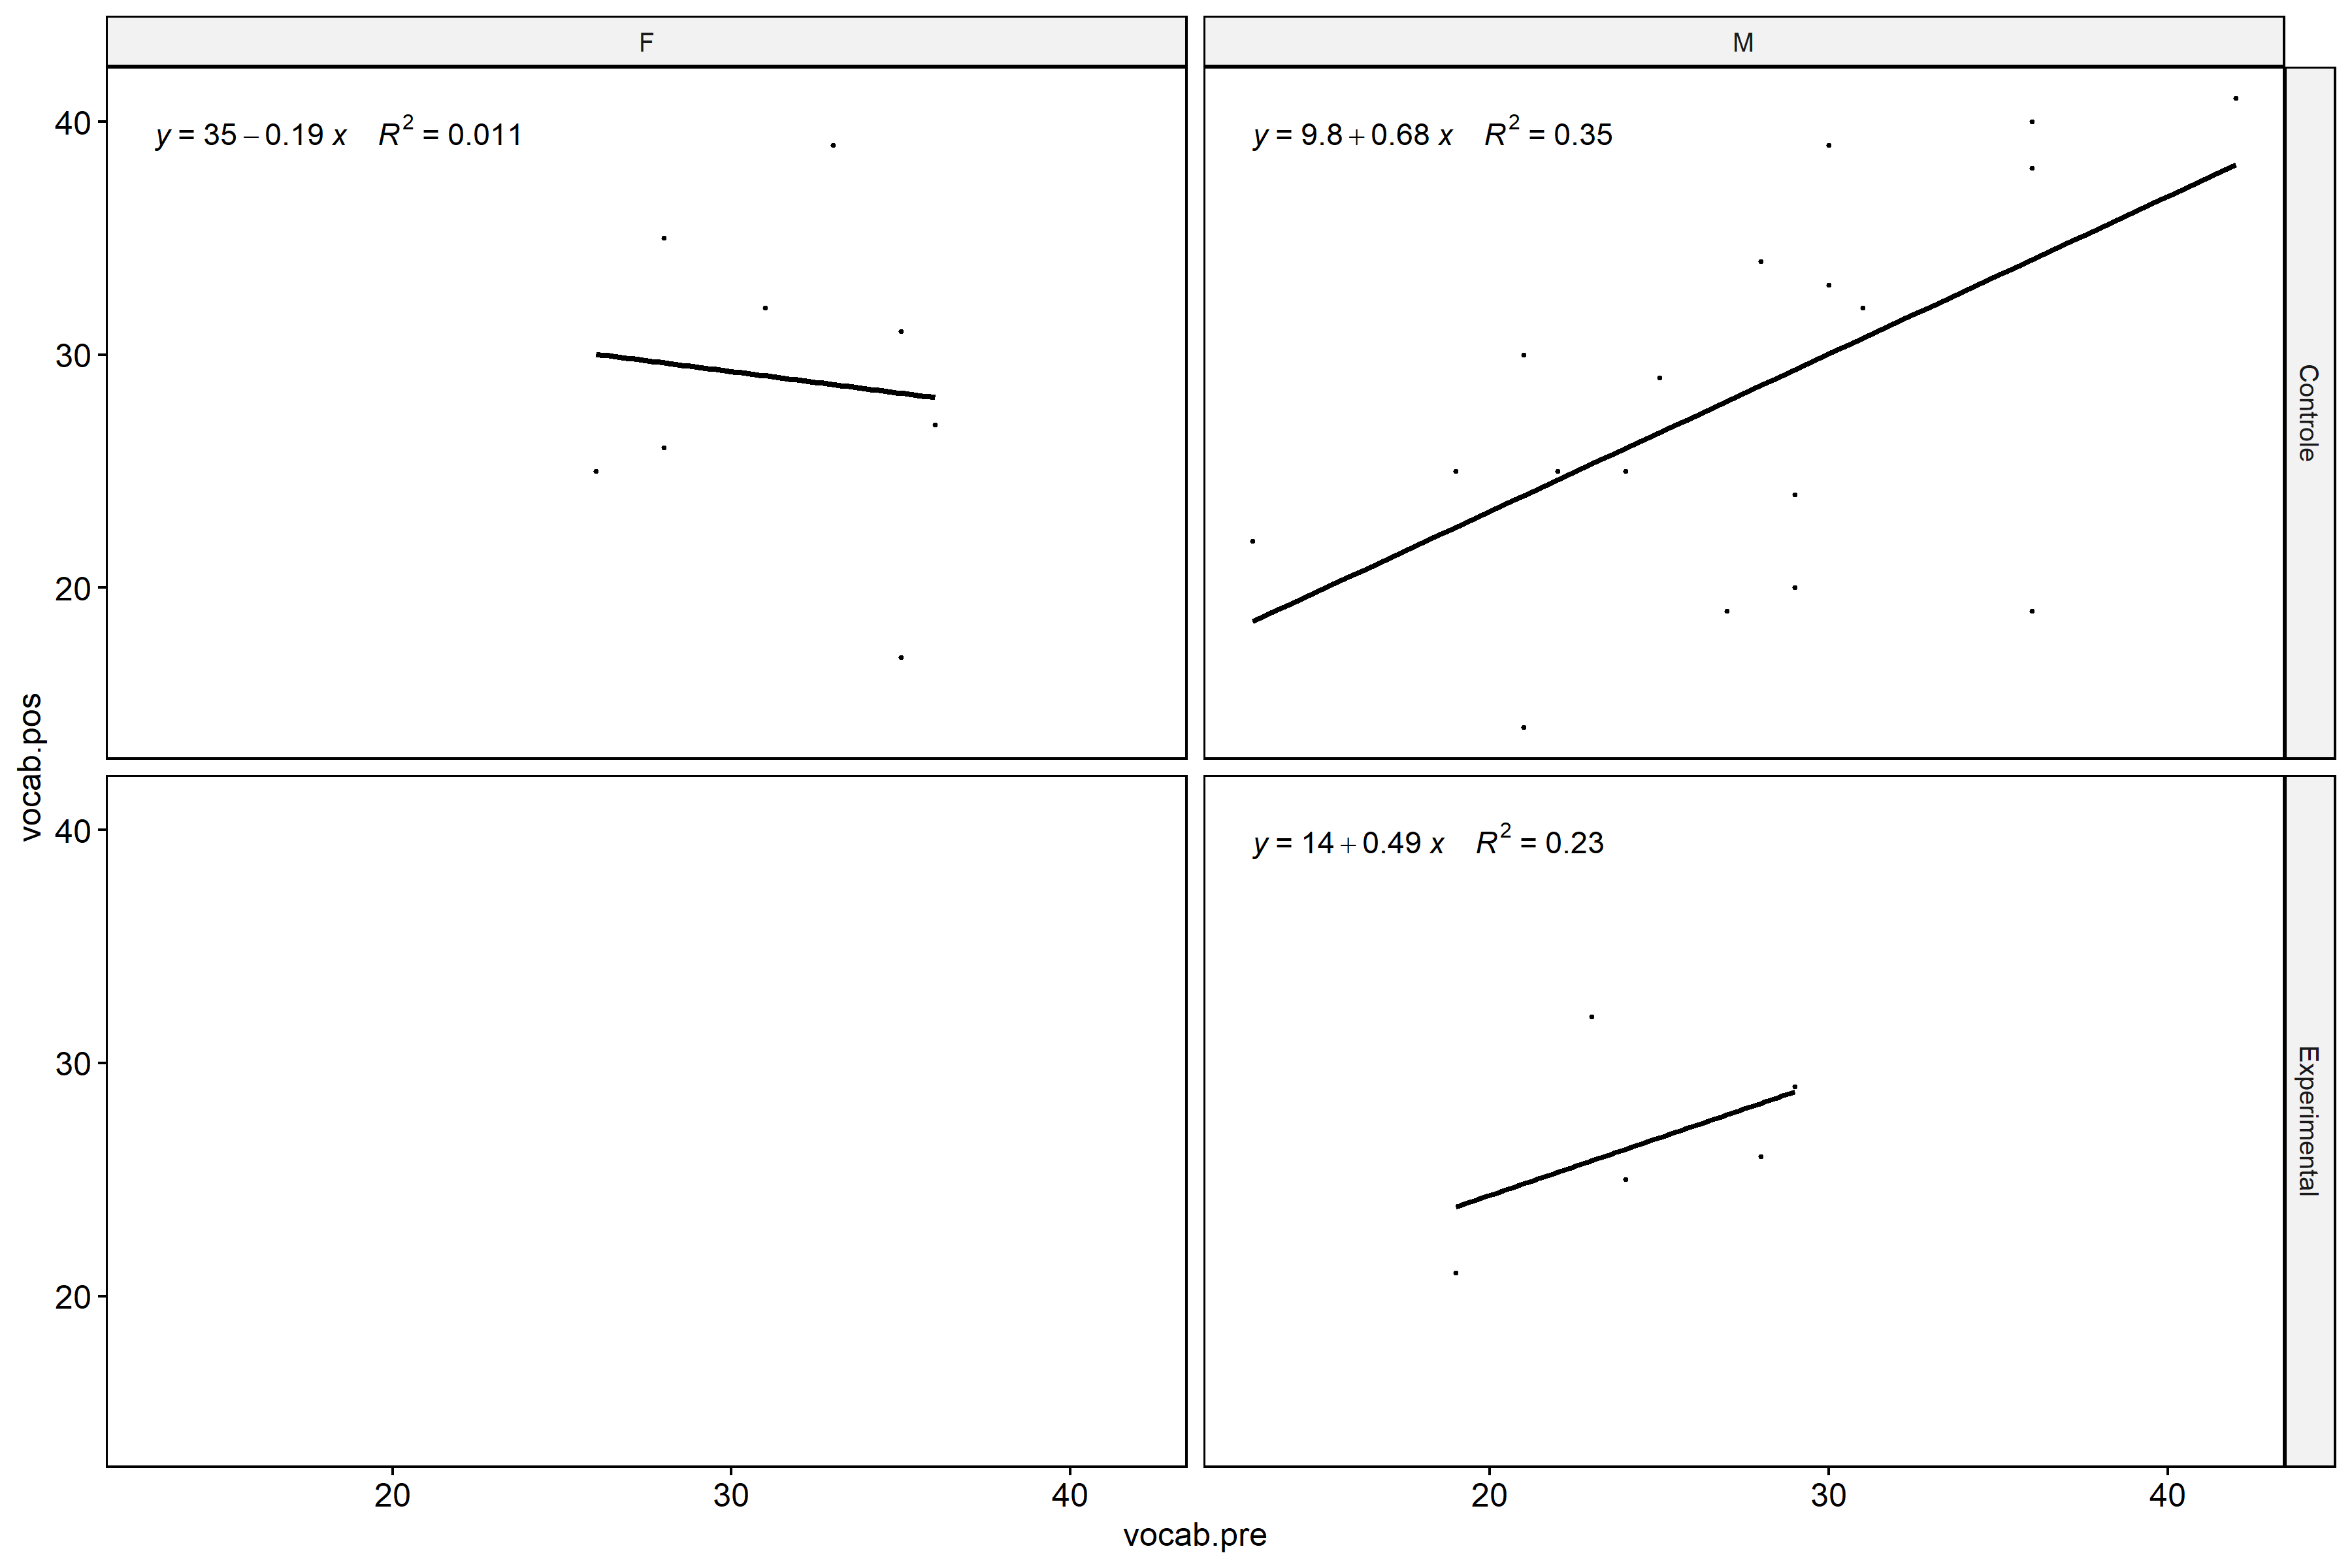 F
M
40
30
20
y = 35 − 0.19 x R² = 0.011
y = 9.8 + 0.68 x R² = 0.35
Controle
40
30
20
y = 14 + 0.49 x R² = 0.23
Experimental
vocab.pos
20 30 40
20 30 40
vocab.pre